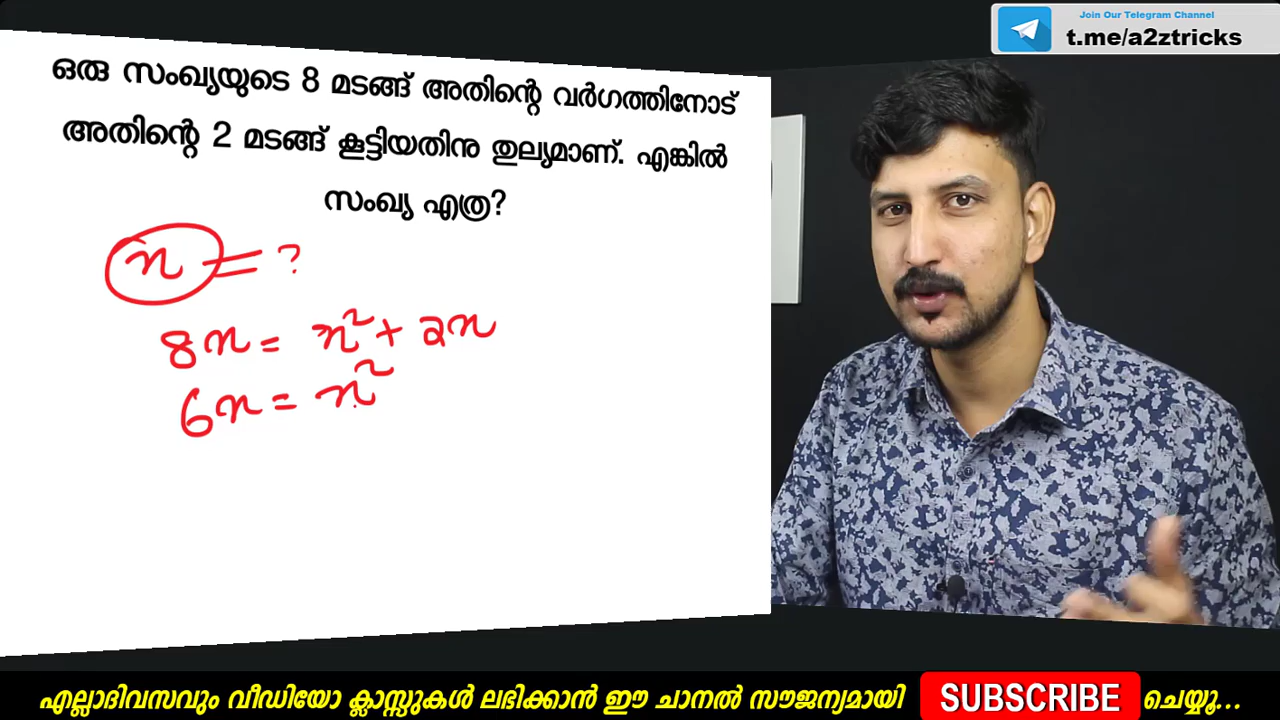 Join Our Telegram Channel
t.me/a2ztricks
ഒരു സംഖ്യയുടെ 8 മടങ്ങ് അതിന്റെ വർഗത്തിനോട്
അതിന്റെ 2 മടങ്ങ് കൂട്ടിയതിനു തുല്യമാണ്. എങ്കിൽ
സംഖ്യ എത്ര?
x = ?
8x = x² + 2x
6x = x²
എല്ലാദിവസവും വീഡിയോ ക്ലാസ്സുകൾ ലഭിക്കാൻ ഈ ചാനൽ സൗജന്യമായി SUBSCRIBE ചെയ്യൂ...